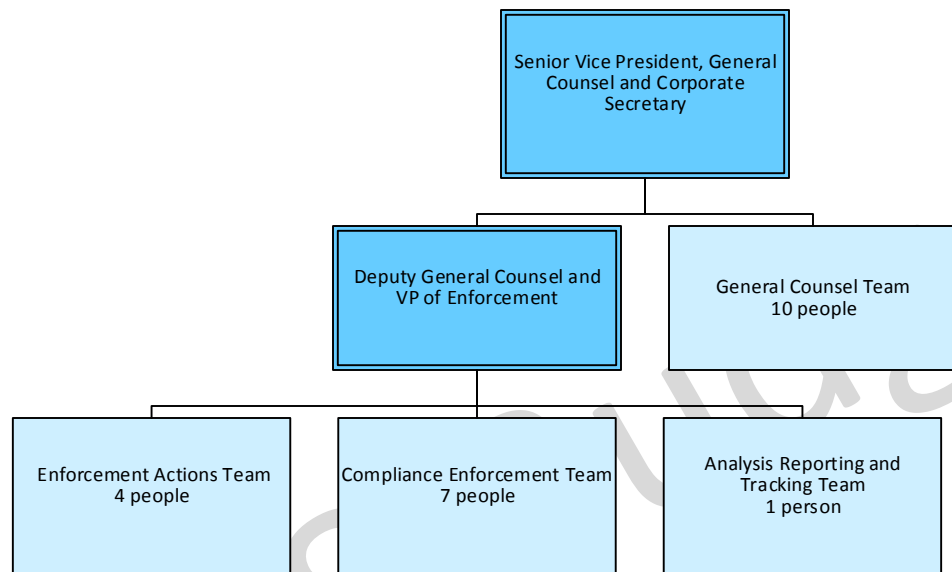 Senior Vice President, General
Counsel and Corporate
Secretary
Deputy General Counsel and
VP of Enforcement
General Counsel Team
10 people
Enforcement Actions Team
4 people
Compliance Enforcement Team
7 people
Analysis Reporting and
Tracking Team
1 person